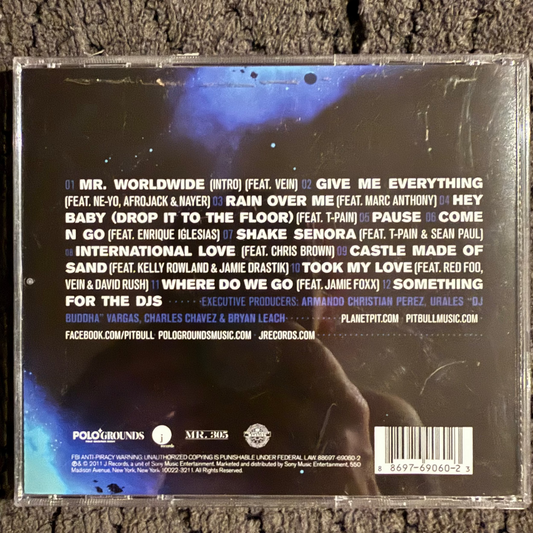 01 MR. WORLDWIDE (INTRO) (FEAT. VEIN) 02 GIVE ME EVERYTHING
(FEAT. NE-YO, AFROJACK & NAYER) 03 RAIN OVER ME (FEAT. MARC ANTHONY) 04 HEY
BABY (DROP IT TO THE FLOOR) (FEAT. T-PAIN) 05 PAUSE 06 COME
N GO (FEAT. ENRIQUE IGLESIAS) 07 SHAKE SENORA (FEAT. T-PAIN & SEAN PAUL)
08 INTERNATIONAL LOVE (FEAT. CHRIS BROWN) 09 CASTLE MADE OF
SAND (FEAT. KELLY ROWLAND & JAMIE DRASTIK) 10 TOOK MY LOVE (FEAT. RED FOO,
VEIN & DAVID RUSH) 11 WHERE DO WE GO (FEAT. JAMIE FOXX) 12 SOMETHING
FOR THE DJS EXECUTIVE PRODUCERS: ARMANDO CHRISTIAN PEREZ, URALES "DJ
BUDDHA" VARGAS, CHARLES CHAVEZ & BRYAN LEACH PLANETPIT.COM PITBULLMUSIC.COM
FACEBOOK.COM/PITBULL POLOGROUNDSMUSIC.COM JRECORDS.COM
POLO GROUNDS
j records
MR. 305
FBI ANTI-PIRACY WARNING: UNAUTHORIZED COPYING IS PUNISHABLE UNDER FEDERAL LAW. 88697-69060-2
℗ & © 2011 J Records, a unit of Sony Music Entertainment. Marketed and distributed by Sony Music Entertainment, 550
Madison Avenue, New York, New York, 10022-3211. All Rights Reserved.
8 88697-69060-2 3